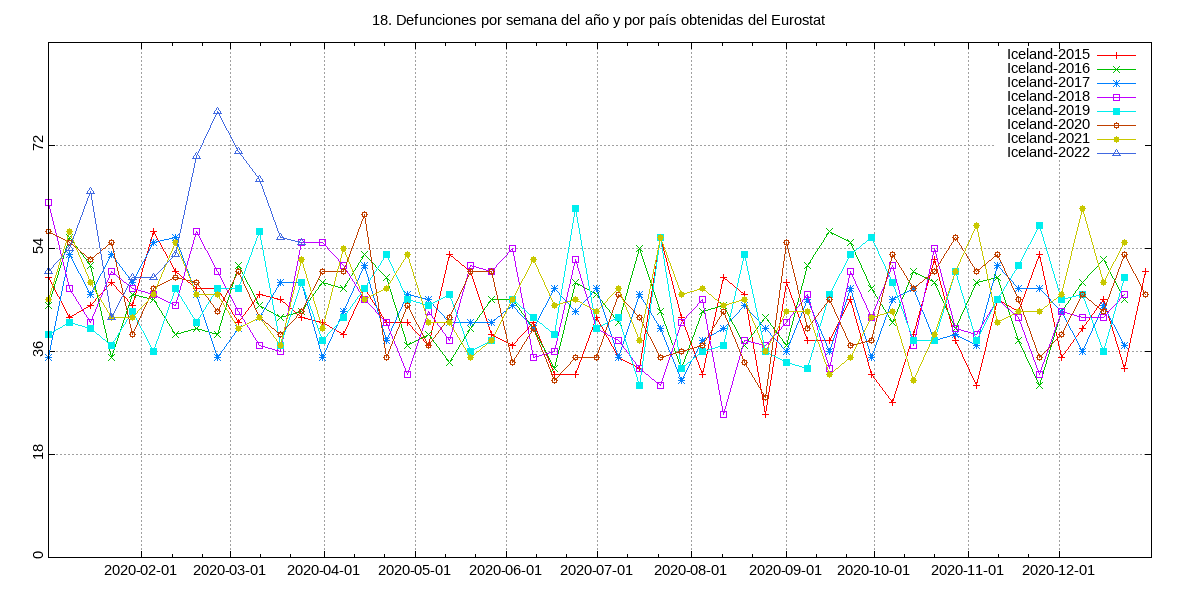 18. Defunciones por semana del año y por país obtenidas del Eurostat
Iceland-2015
Iceland-2016
Iceland-2017
Iceland-2018
Iceland-2019
Iceland-2020
Iceland-2021
Iceland-2022
72
54
36
18
0
2020-02-01 2020-03-01 2020-04-01 2020-05-01 2020-06-01 2020-07-01 2020-08-01 2020-09-01 2020-10-01 2020-11-01 2020-12-01